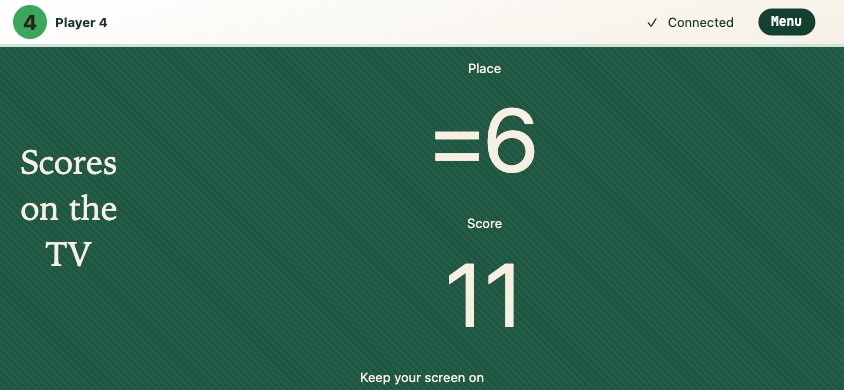 4 Player 4
✓ Connected
Menu
Scores
on the
TV
Place
=6
Score
11
Keep your screen on